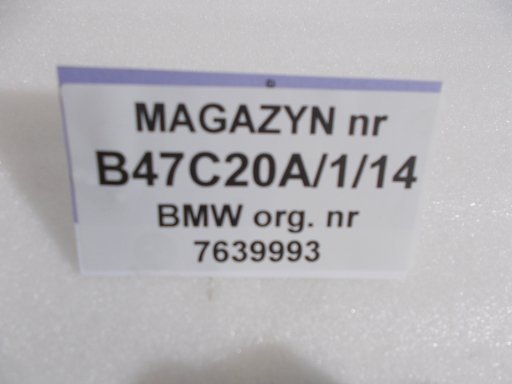 MAGAZYN nr
B47C20A/1/14
BMW org. nr
7639993